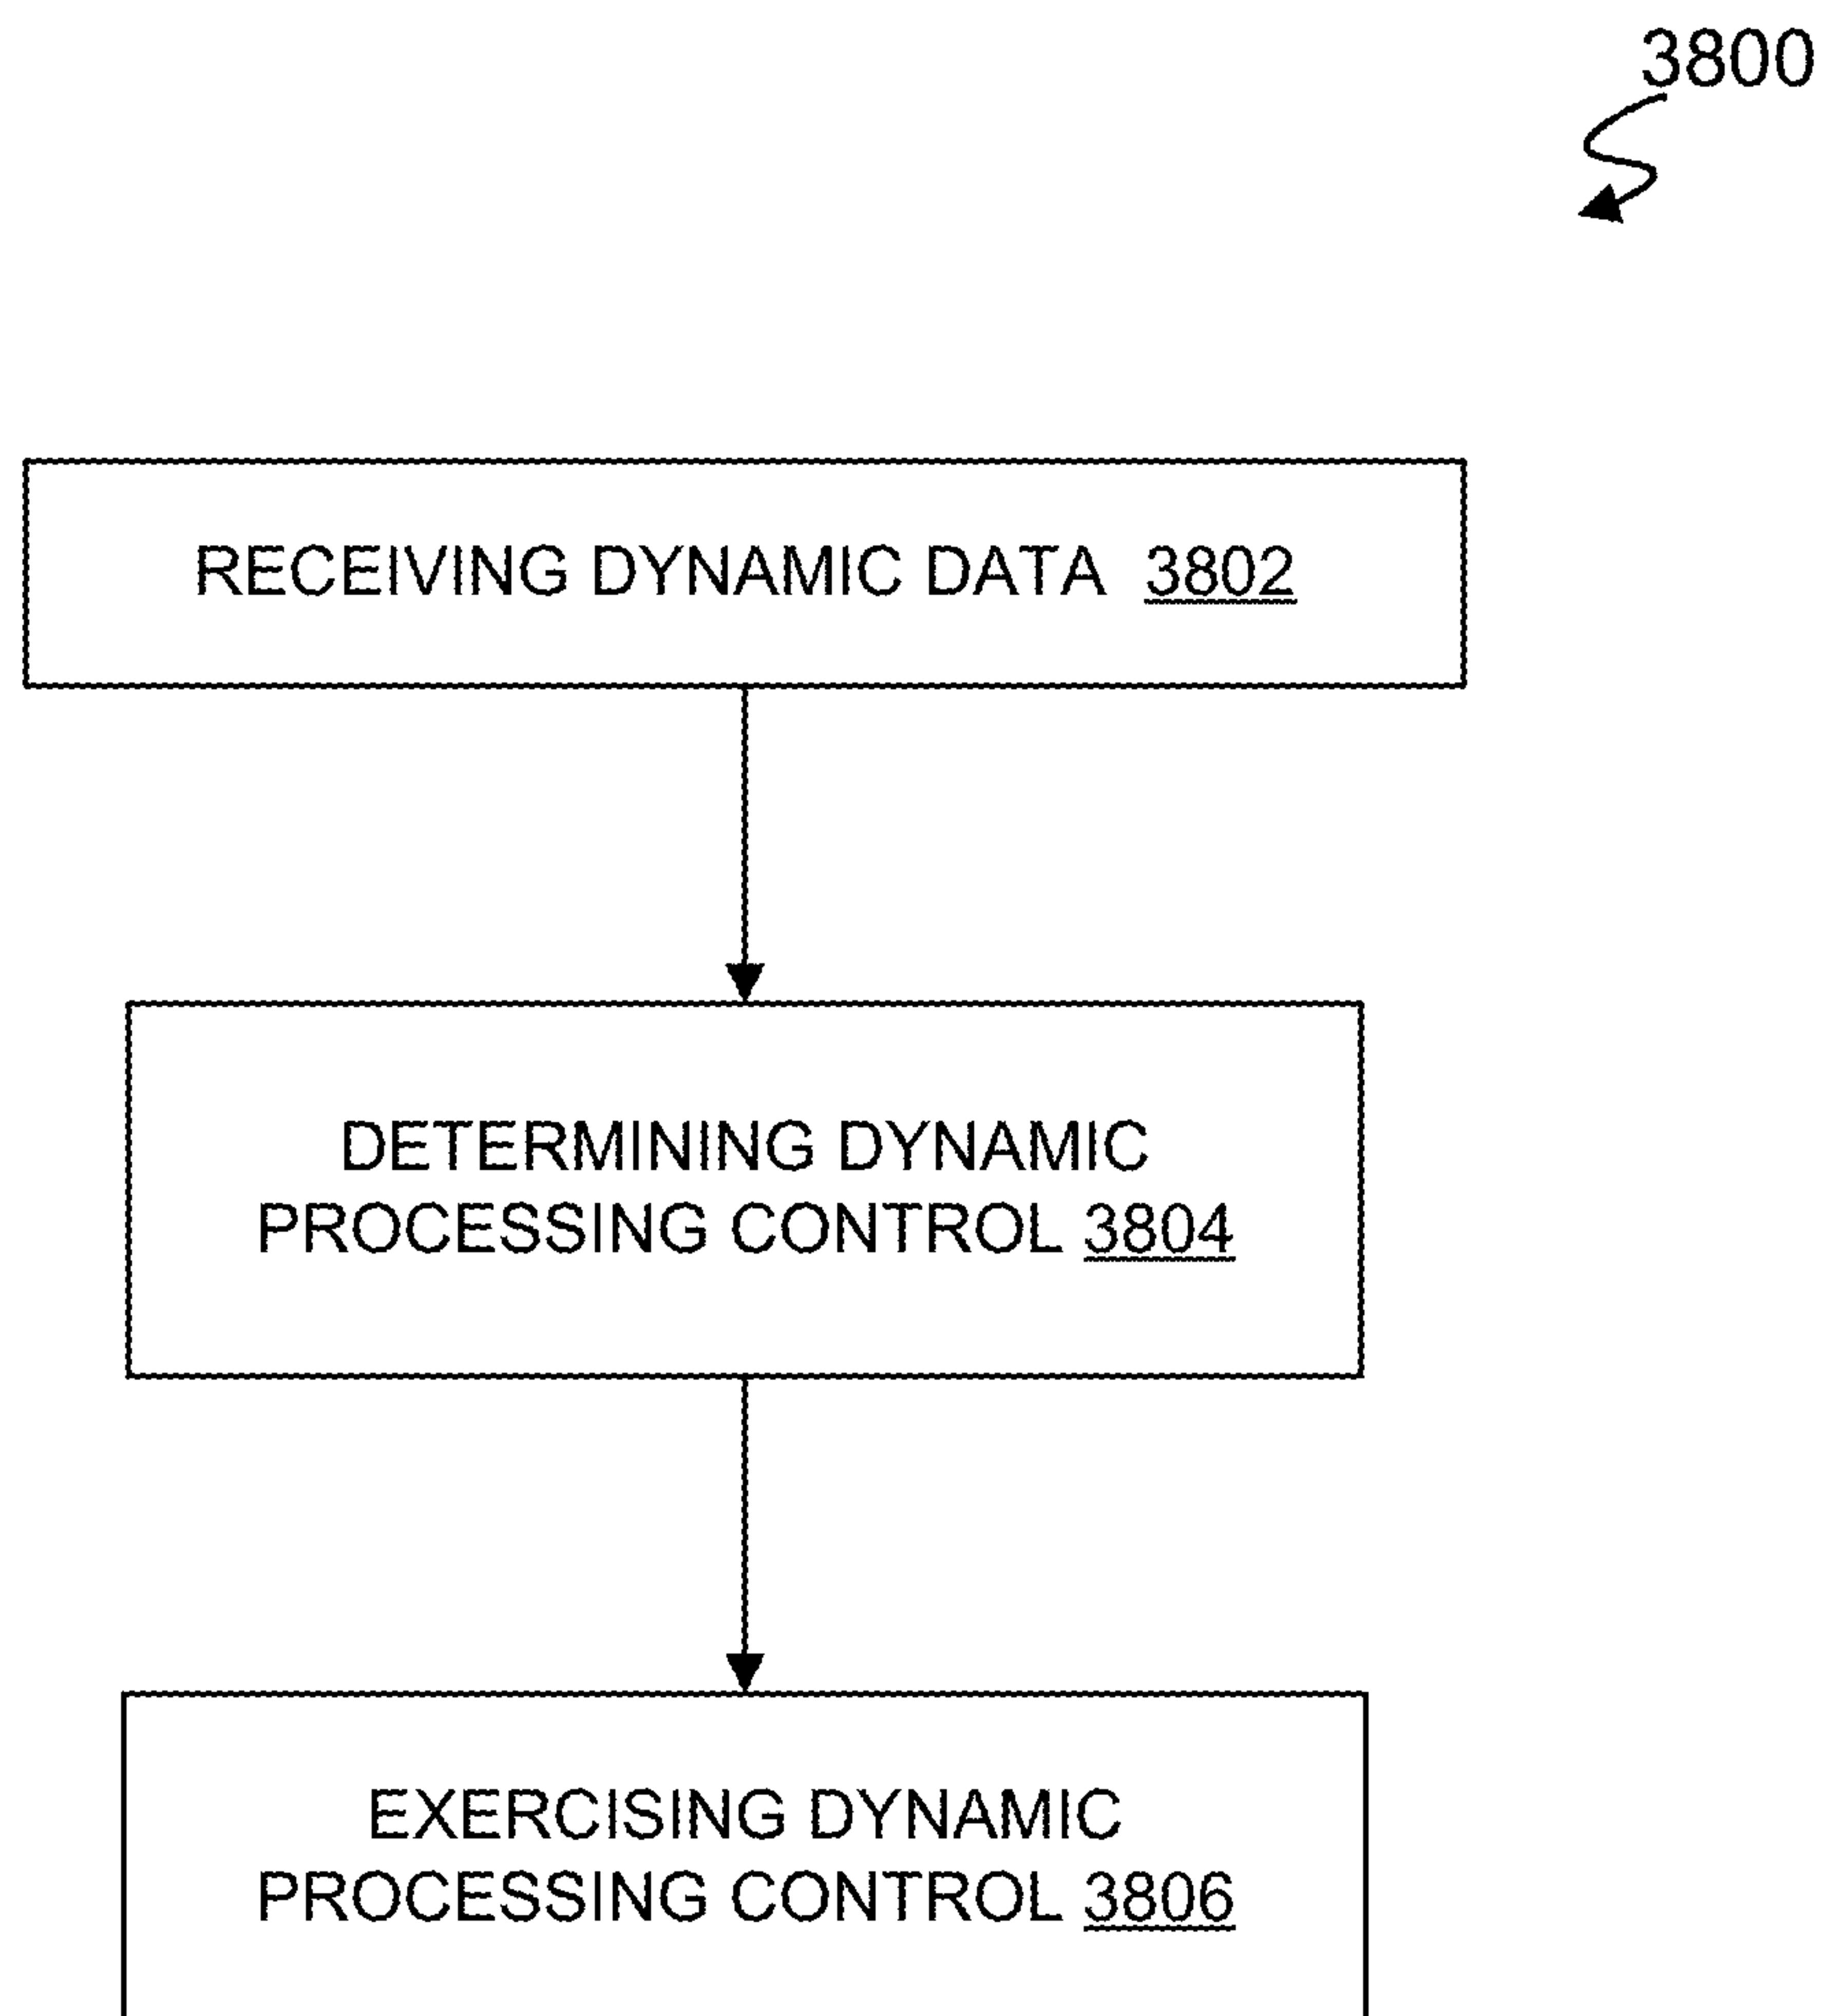 3800
RECEIVING DYNAMIC DATA 3802
DETERMINING DYNAMIC
PROCESSING CONTROL 3804
EXERCISING DYNAMIC
PROCESSING CONTROL 3806